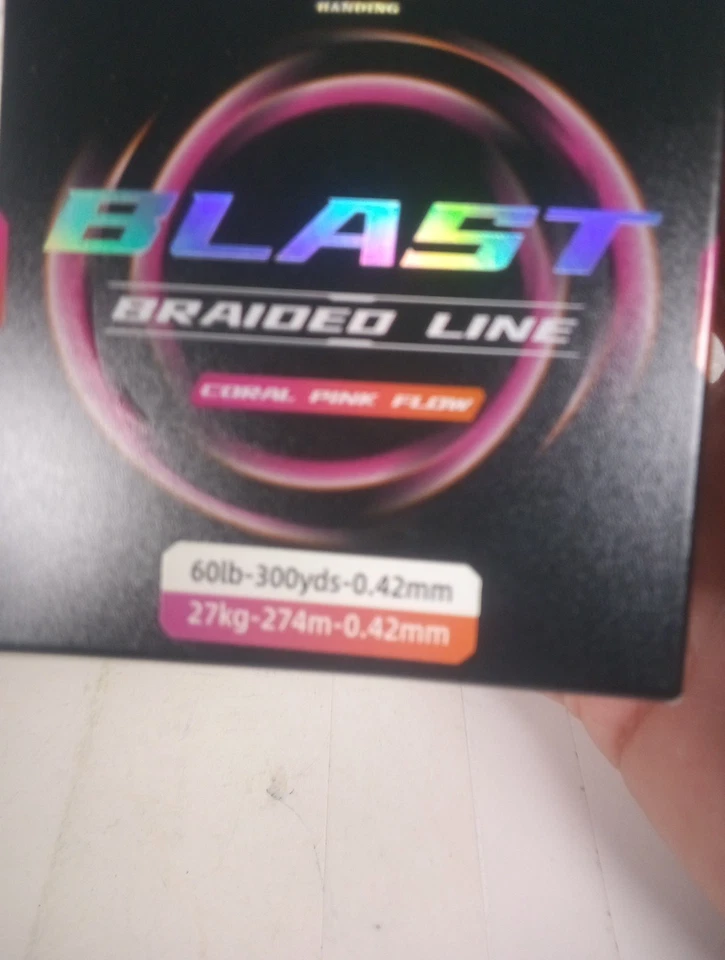 HANDING
BLAST
BRAIDED LINE
CORAL PINK FLOW
60lb-300yds-0.42mm
27kg-274m-0.42mm